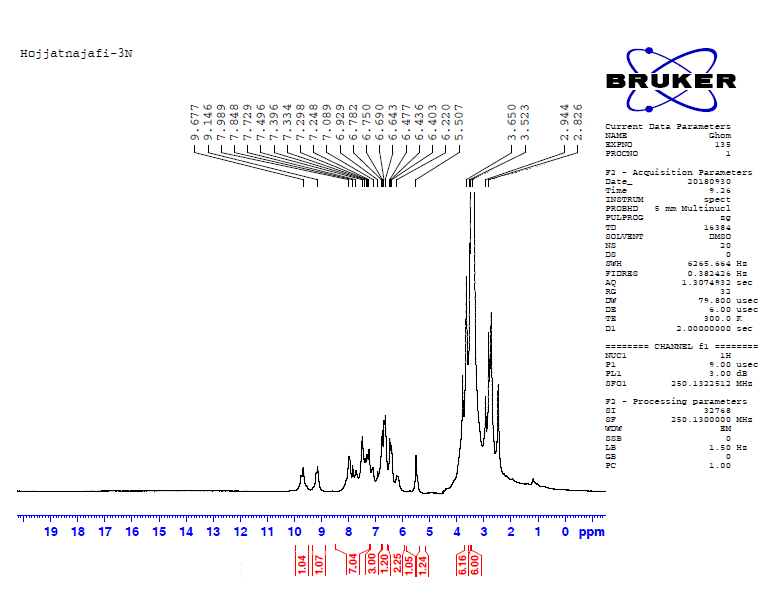 Hojjatnajafi-3N
BRUKER
9.677
9.146
7.989
7.848
7.729
7.496
7.396
7.334
7.298
7.248
7.089
6.929
6.782
6.750
6.690
6.643
6.477
6.436
6.403
6.220
5.507
3.650
3.523
2.944
2.826
Current Data Parameters
NAME Ghom
EXPNO 135
PROCNO 1
F2 - Acquisition Parameters
Date_ 20180930
Time 9.26
INSTRUM spect
PROBHD 5 mm Multinucl
PULPROG zg
TD 16384
SOLVENT DMSO
NS 20
DS 0
SWH 6265.664 Hz
FIDRES 0.382426 Hz
AQ 1.3074932 sec
RG 32
DW 79.800 usec
DE 6.00 usec
TE 300.0 K
D1 2.00000000 sec
======== CHANNEL f1 ========
NUC1 1H
P1 9.00 usec
PL1 3.00 dB
SFO1 250.1322512 MHz
F2 - Processing parameters
SI 32768
SF 250.1300000 MHz
WDW EM
SSB 0
LB 1.50 Hz
GB 0
PC 1.00
19 18 17 16 15 14 13 12 11 10 9 8 7 6 5 4 3 2 1 0 ppm
1.04
1.07
7.04
3.00
1.20
2.25
1.05
1.24
6.16
6.00